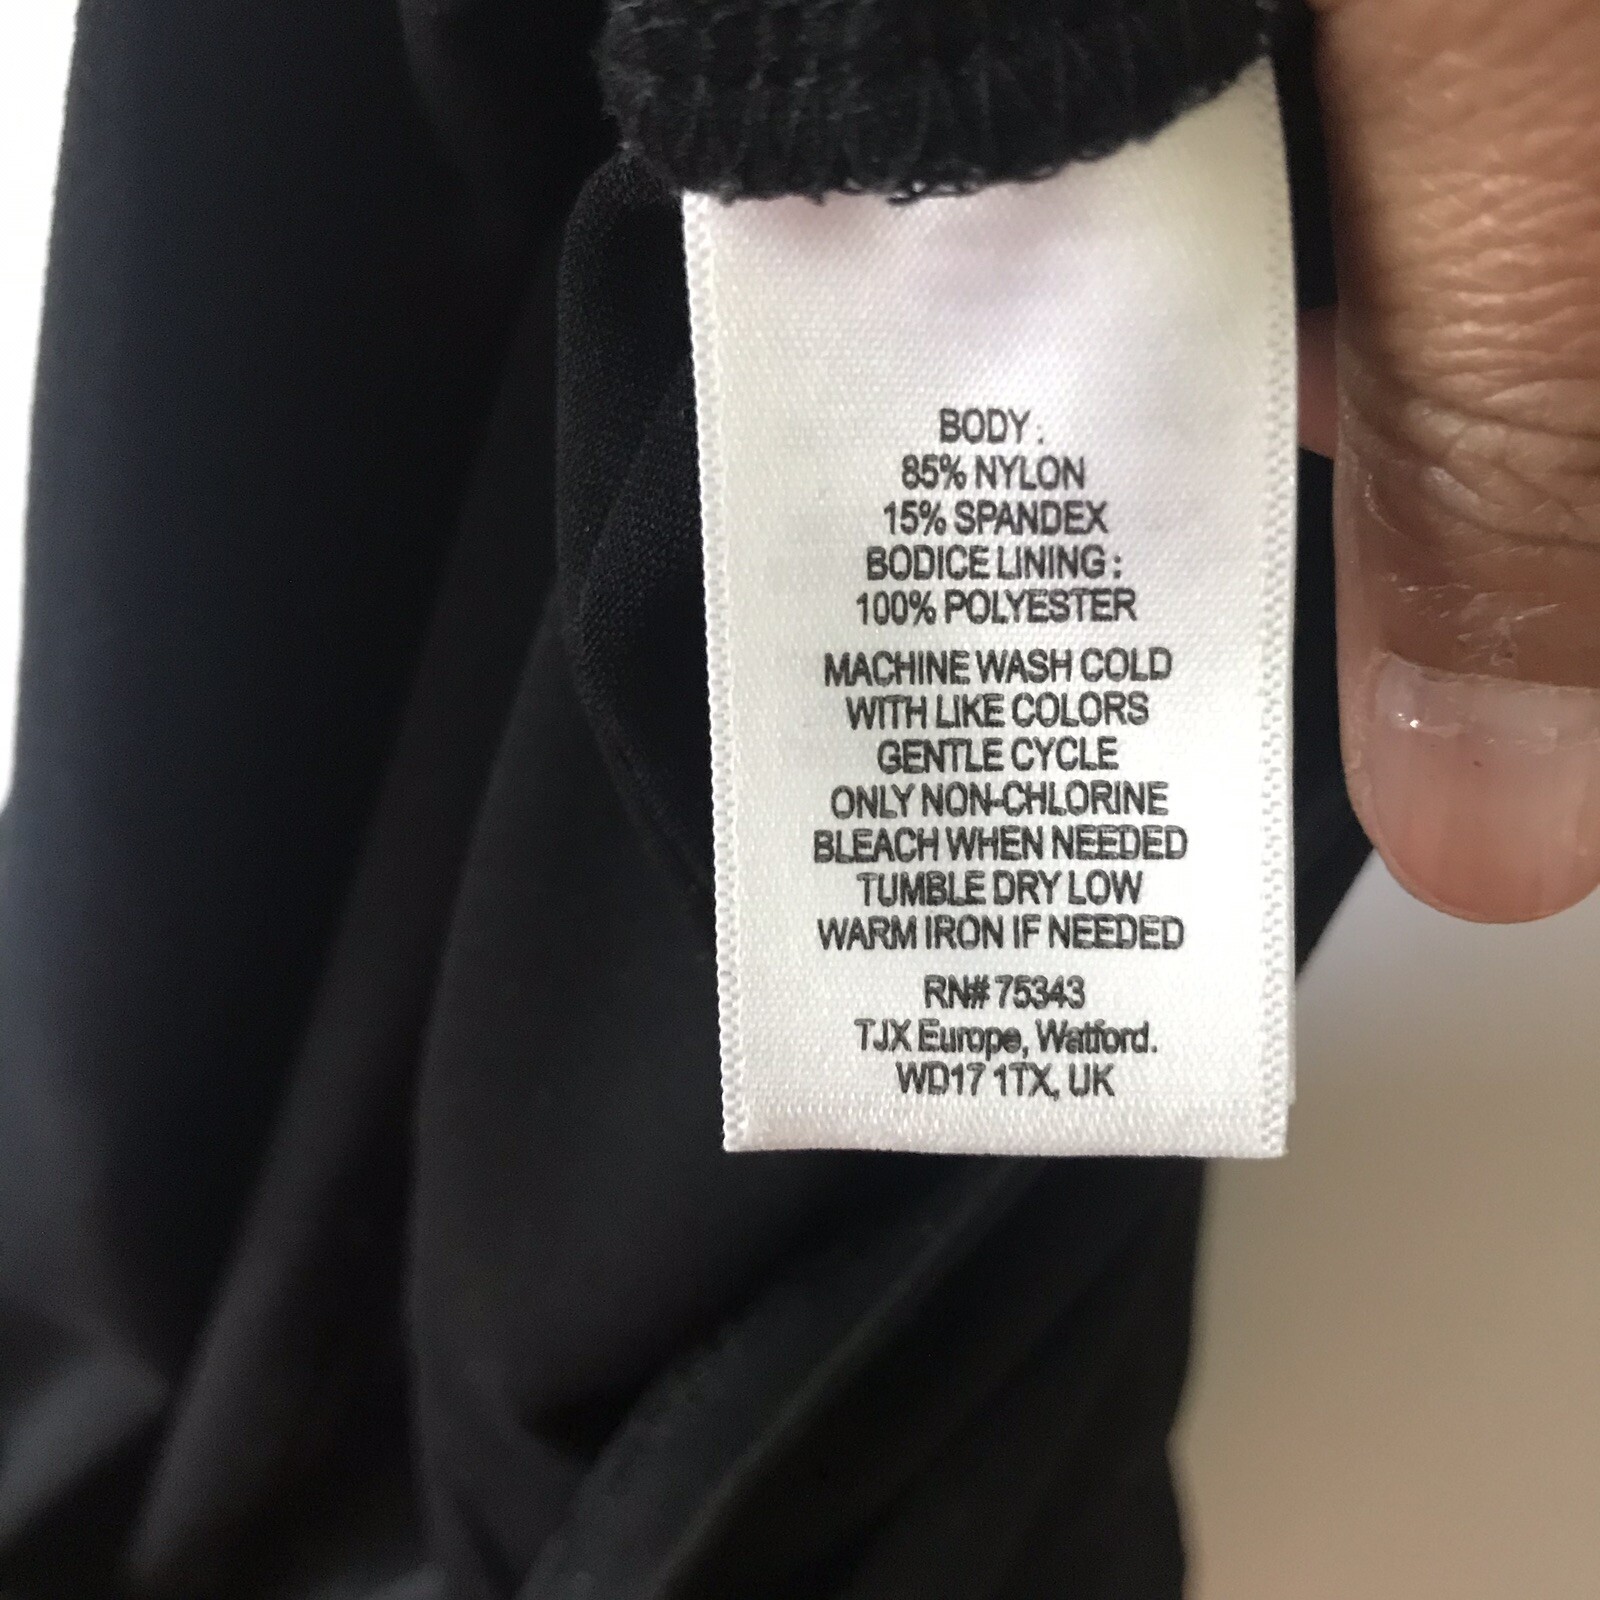 BODY :
85% NYLON
15% SPANDEX
BODICE LINING :
100% POLYESTER
MACHINE WASH COLD
WITH LIKE COLORS
GENTLE CYCLE
ONLY NON-CHLORINE
BLEACH WHEN NEEDED
TUMBLE DRY LOW
WARM IRON IF NEEDED
RN# 75343
TJX Europe, Watford.
WD17 1TX, UK